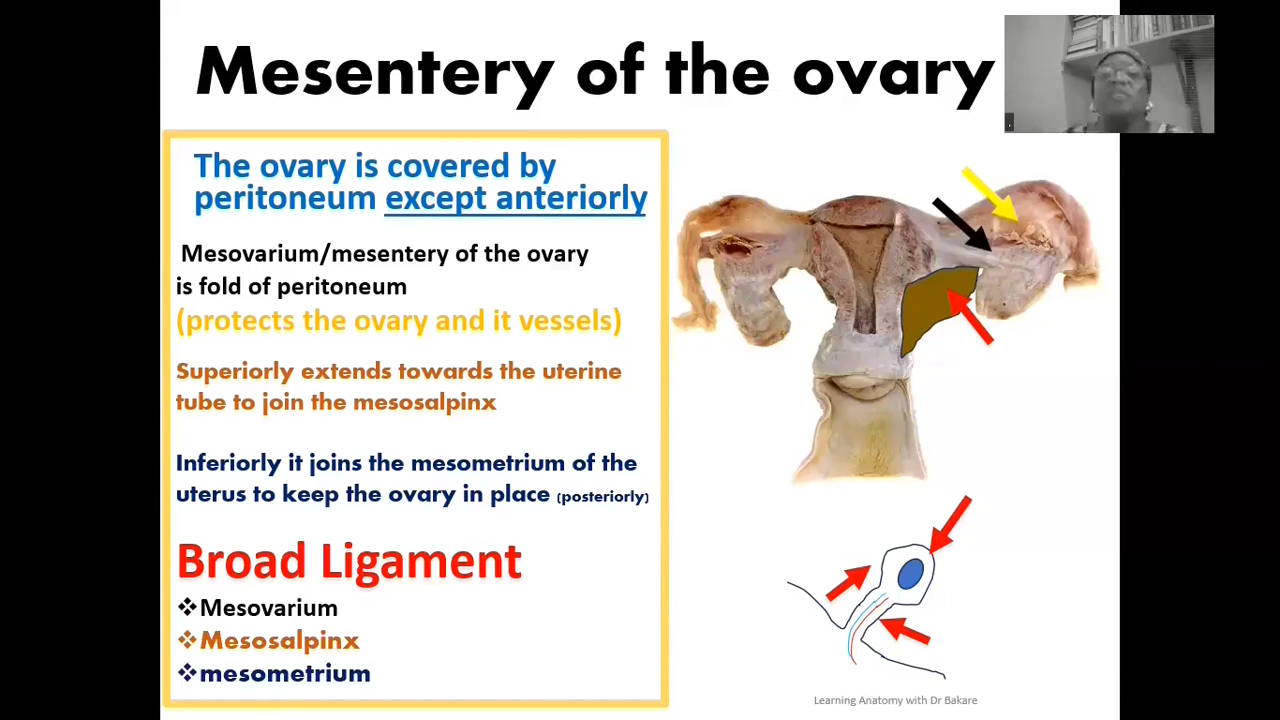 Mesentery of the ovary
The ovary is covered by
peritoneum except anteriorly
Mesovarium/mesentery of the ovary
is fold of peritoneum
(protects the ovary and it vessels)
Superiorly extends towards the uterine
tube to join the mesosalpinx
Inferiorly it joins the mesometrium of the
uterus to keep the ovary in place (posteriorly)
Broad Ligament
❖Mesovarium
❖Mesosalpinx
❖mesometrium
Learning Anatomy with Dr Bakare